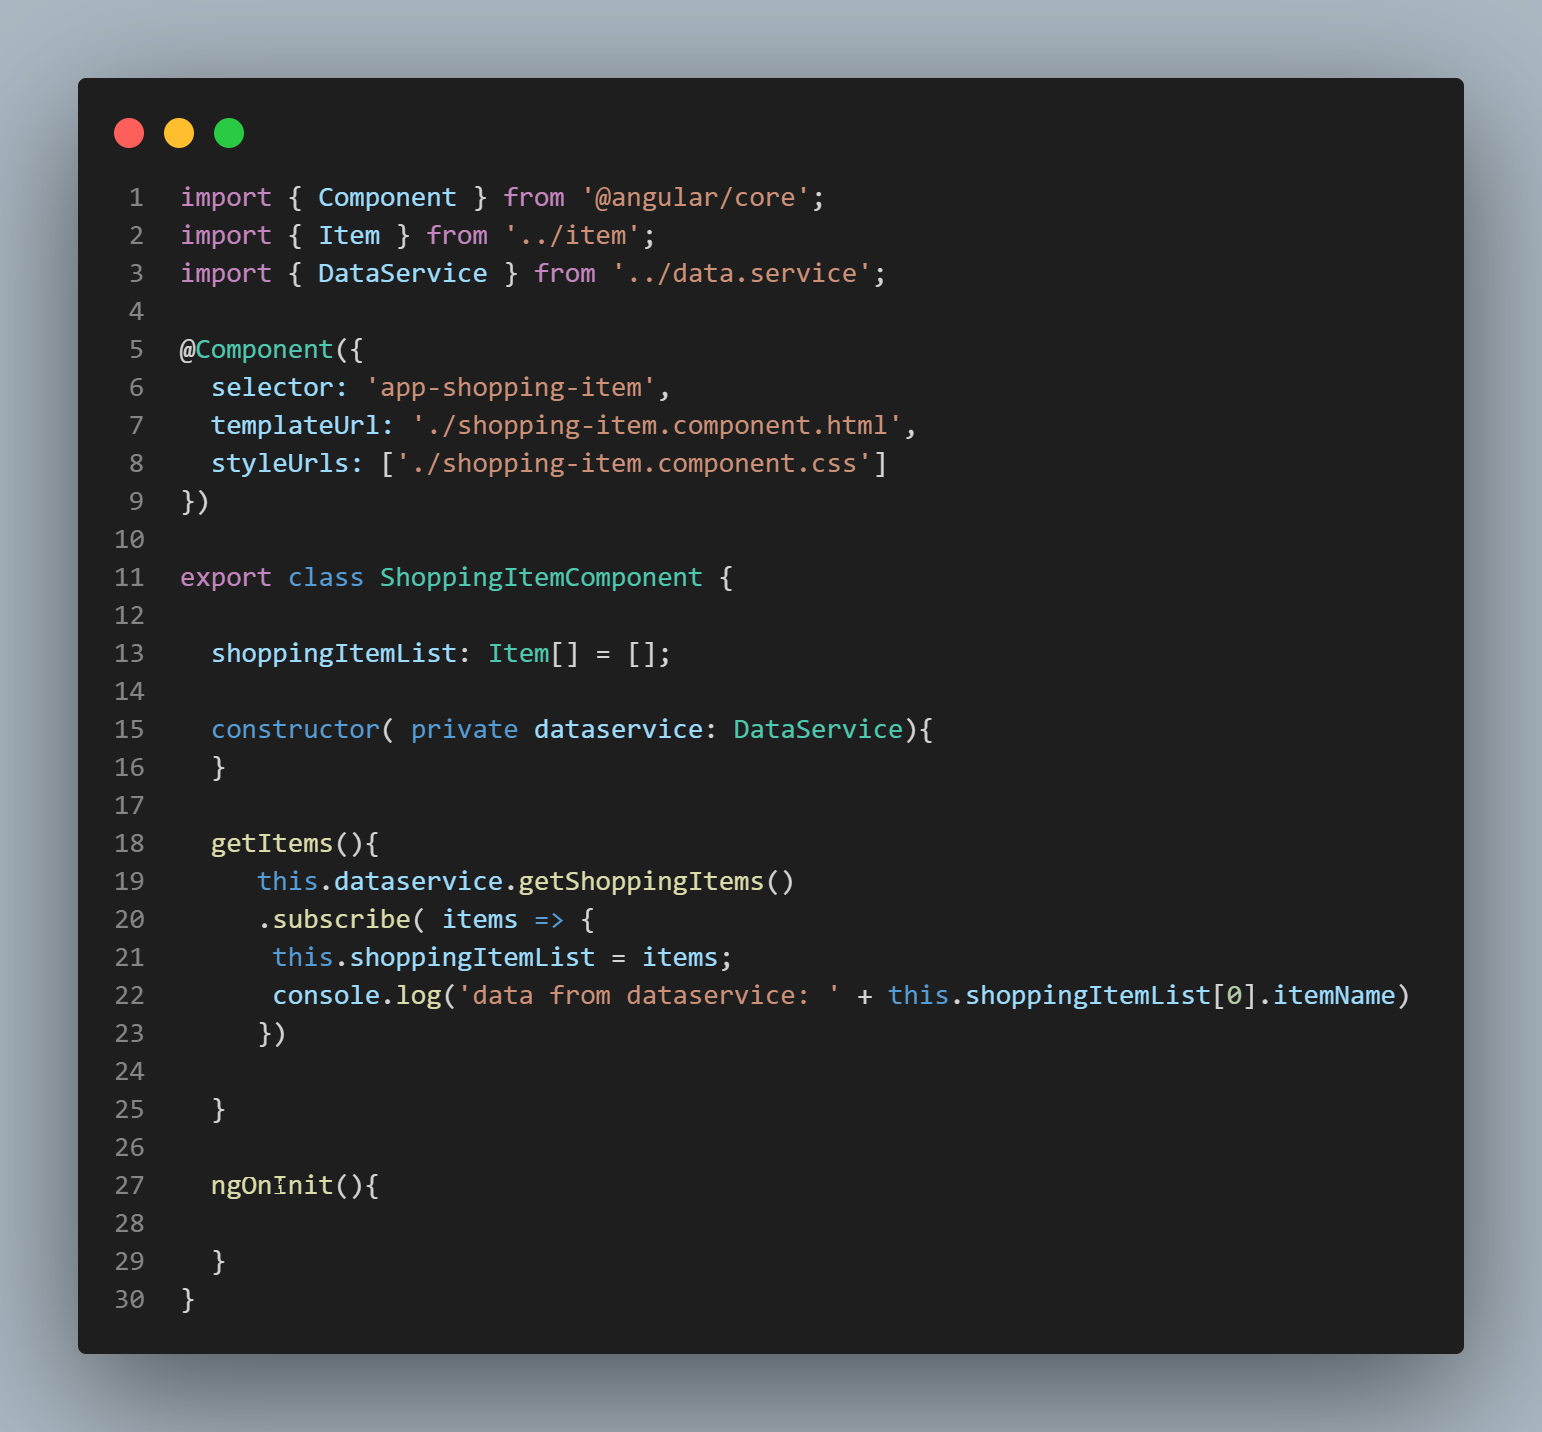 1 import { Component } from '@angular/core';
2 import { Item } from '../item';
3 import { DataService } from '../data.service';
4
5 @Component({
6   selector: 'app-shopping-item',
7   templateUrl: './shopping-item.component.html',
8   styleUrls: ['./shopping-item.component.css']
9 })
10
11 export class ShoppingItemComponent {
12
13   shoppingItemList: Item[] = [];
14
15   constructor( private dataservice: DataService){
16   }
17
18   getItems(){
19      this.dataservice.getShoppingItems()
20      .subscribe( items => {
21       this.shoppingItemList = items;
22       console.log('data from dataservice: ' + this.shoppingItemList[0].itemName)
23      })
24
25   }
26
27   ngOnInit(){
28
29   }
30 }